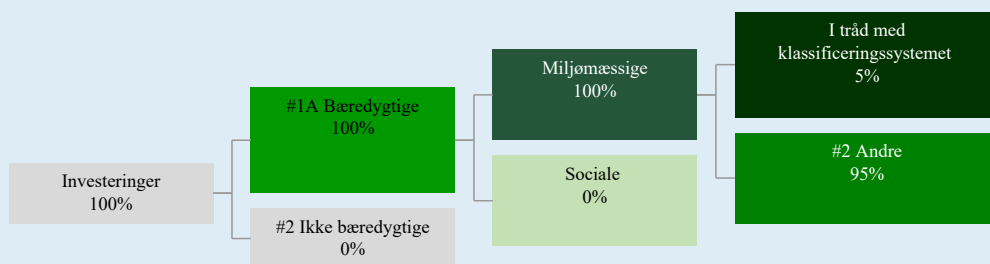 Investeringer
100%
#1A Bæredygtige
100%
#2 Ikke bæredygtige
0%
Miljømæssige
100%
Sociale
0%
I tråd med
klassificeringssystemet
5%
#2 Andre
95%